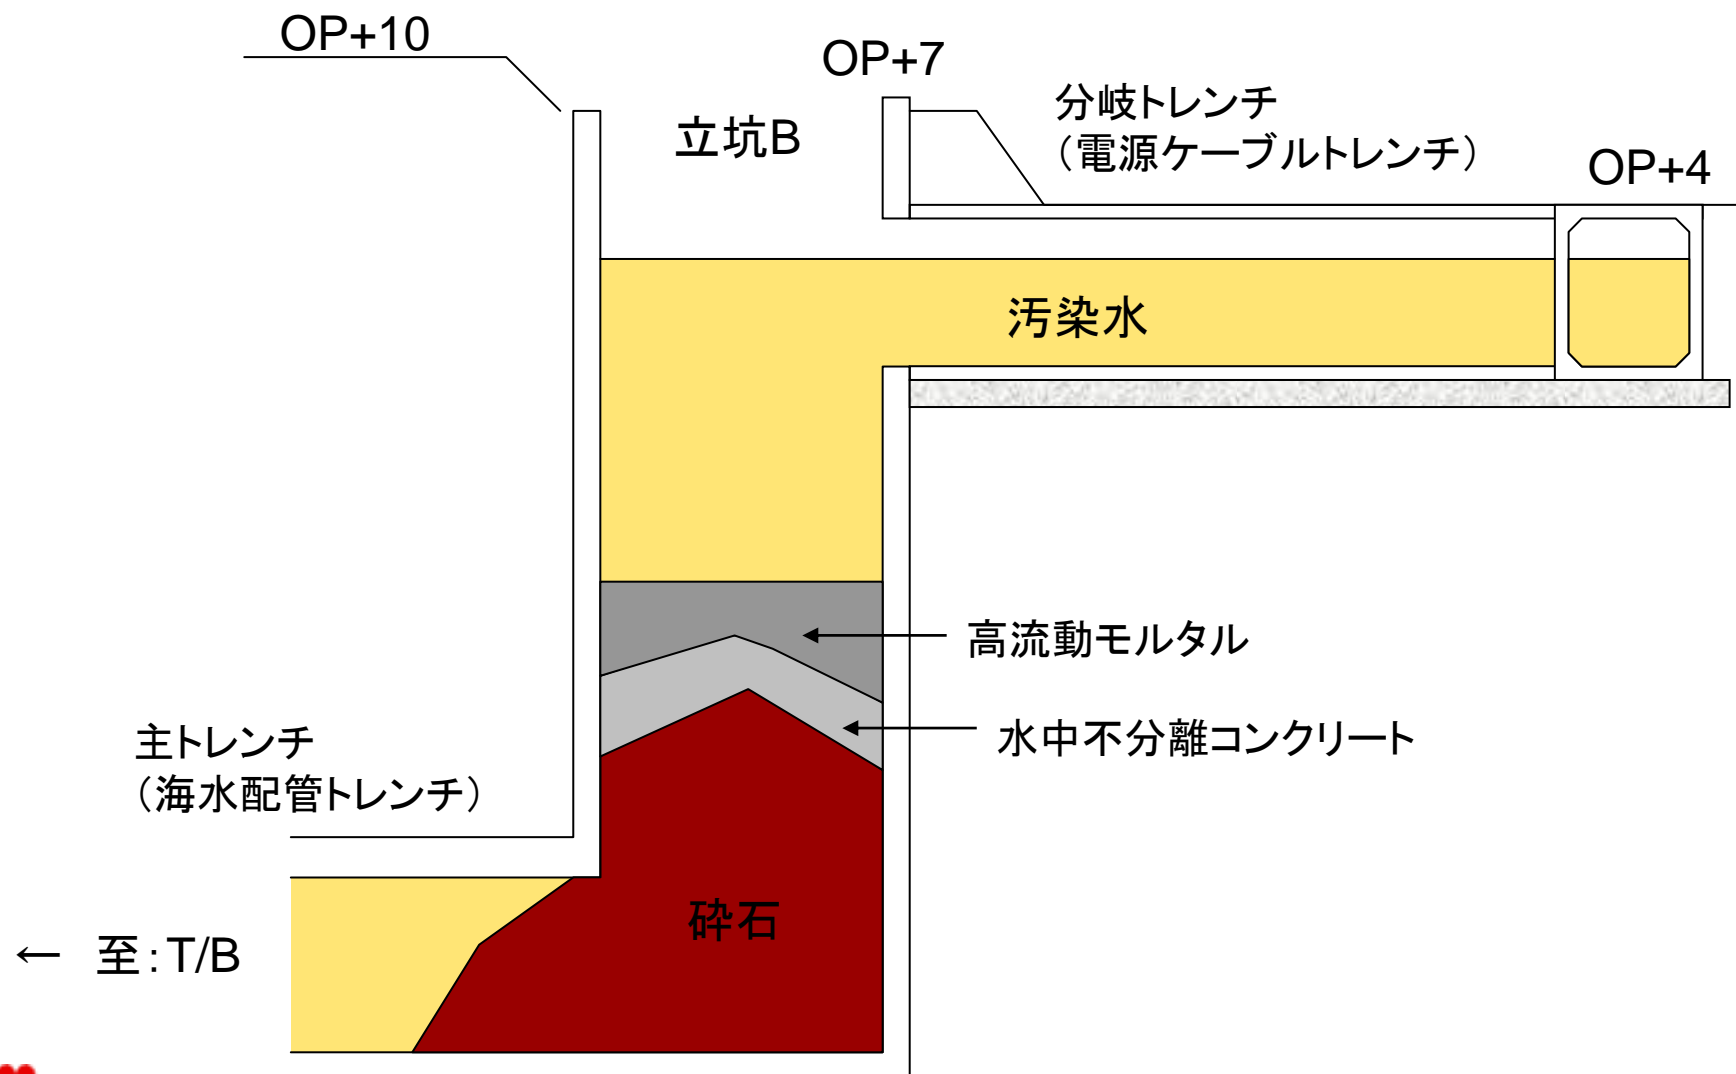 OP+10
OP+7
立坑B
分岐トレンチ
（電源ケーブルトレンチ）
OP+4
汚染水
高流動モルタル
水中不分離コンクリート
主トレンチ
（海水配管トレンチ）
砕石
← 至：T/B